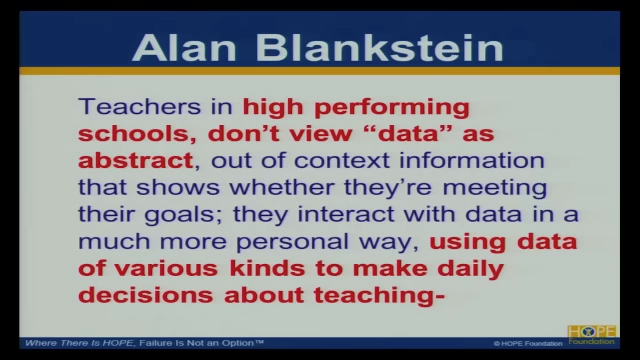 Alan Blankstein
Teachers in high performing
schools, don't view “data” as
abstract, out of context information
that shows whether they're meeting
their goals; they interact with data in a
much more personal way, using data
of various kinds to make daily
decisions about teaching-
HOPE
Foundation
Where There Is HOPE, Failure Is Not an Option™
© HOPE Foundation